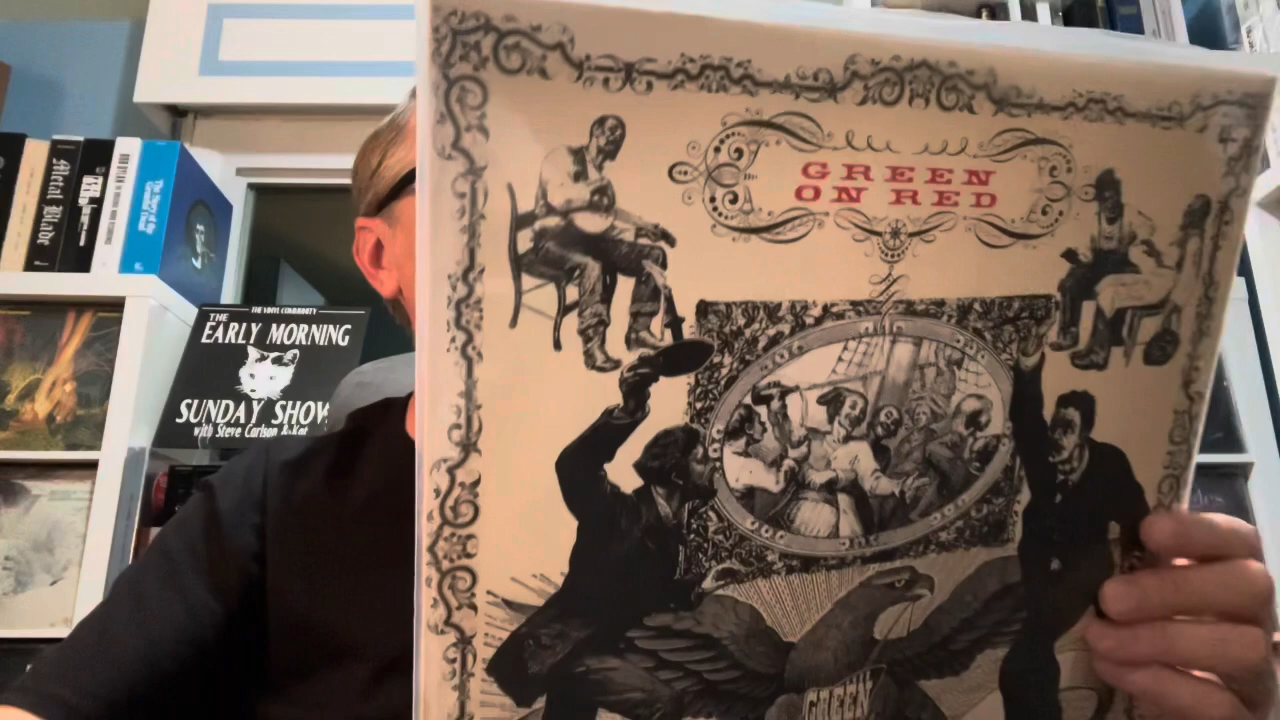 GREEN
ON RED
GREEN
THE VINYL COMMUNITY
THE
EARLY MORNING
SUNDAY SHOW
with Steve Carlson & Kat
Metal Blade